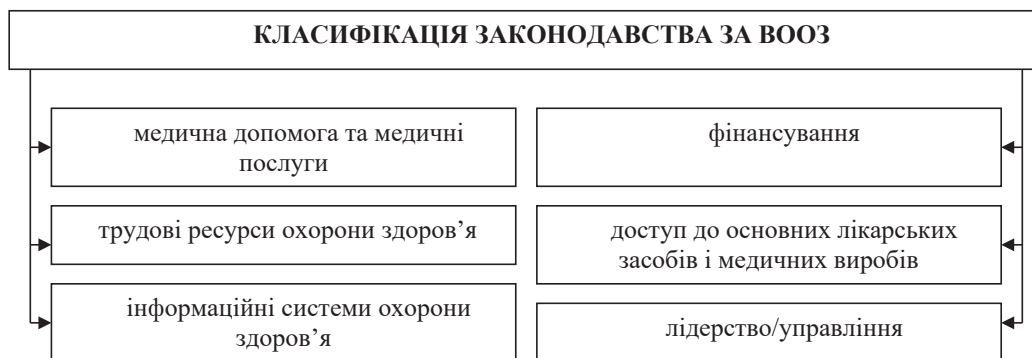 КЛАСИФІКАЦІЯ ЗАКОНОДАВСТВА ЗА ВООЗ
медична допомога та медичні
послуги
фінансування
трудові ресурси охорони здоров’я
доступ до основних лікарських
засобів і медичних виробів
інформаційні системи охорони
здоров’я
лідерство/управління